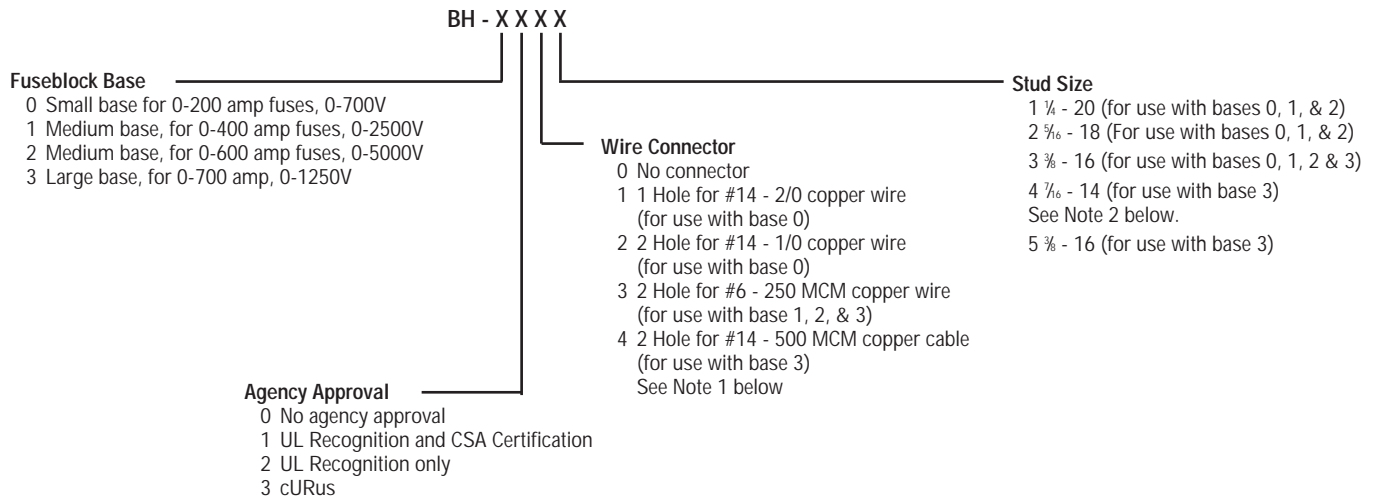 BH - X X X X
Fuseblock Base
0 Small base for 0-200 amp fuses, 0-700V
1 Medium base, for 0-400 amp fuses, 0-2500V
2 Medium base, for 0-600 amp fuses, 0-5000V
3 Large base, for 0-700 amp, 0-1250V
Stud Size
1 ¼ - 20 (for use with bases 0, 1, & 2)
2 5⁄16 - 18 (For use with bases 0, 1, & 2)
3 ⅜ - 16 (for use with bases 0, 1, 2 & 3)
4 7⁄16 - 14 (for use with base 3)
See Note 2 below.
5 ⅜ - 16 (for use with base 3)
Wire Connector
0 No connector
1 1 Hole for #14 - 2/0 copper wire
(for use with base 0)
2 2 Hole for #14 - 1/0 copper wire
(for use with base 0)
3 2 Hole for #6 - 250 MCM copper wire
(for use with base 1, 2, & 3)
4 2 Hole for #14 - 500 MCM copper cable
(for use with base 3)
See Note 1 below
Agency Approval
0 No agency approval
1 UL Recognition and CSA Certification
2 UL Recognition only
3 cURus